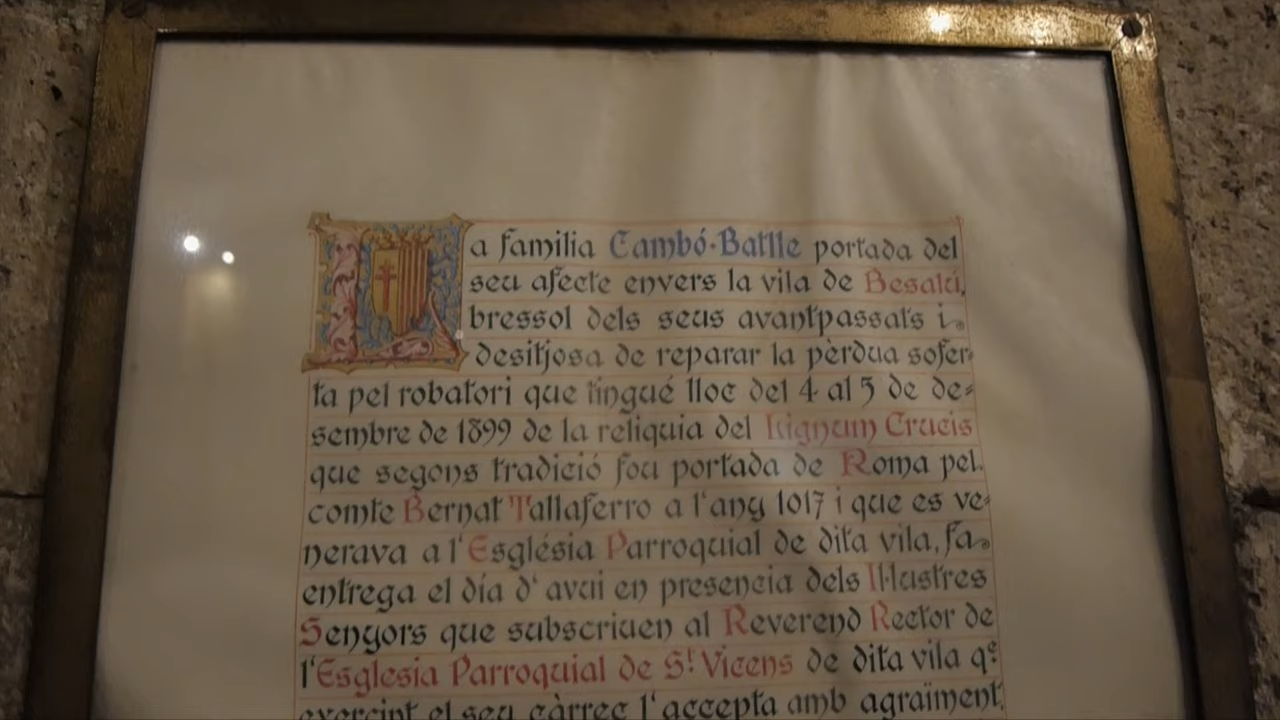 La familia Cambó·Batlle portada del
seu afecte envers la vila de Besalú,
bressol dels seus avantpassats i
desitjosa de reparar la pèrdua sofer-
ta pel robatori que tingué lloc del 4 al 5 de de-
sembre de 1899 de la reliquia del Lignum Crucis
que segons tradició fou portada de Roma pel
comte Bernat Tallaferro a l'any 1017 i que es ve-
nerava a l'Església Parroquial de dita vila, fa
entrega el día d'avui en presencia dels Il·lustres
Senyors que subscriuen al Reverend Rector de
l'Esglesia Parroquial de St. Vicens de dita vila qe.
exercint el seu càrrec l'accepta amb agraïment